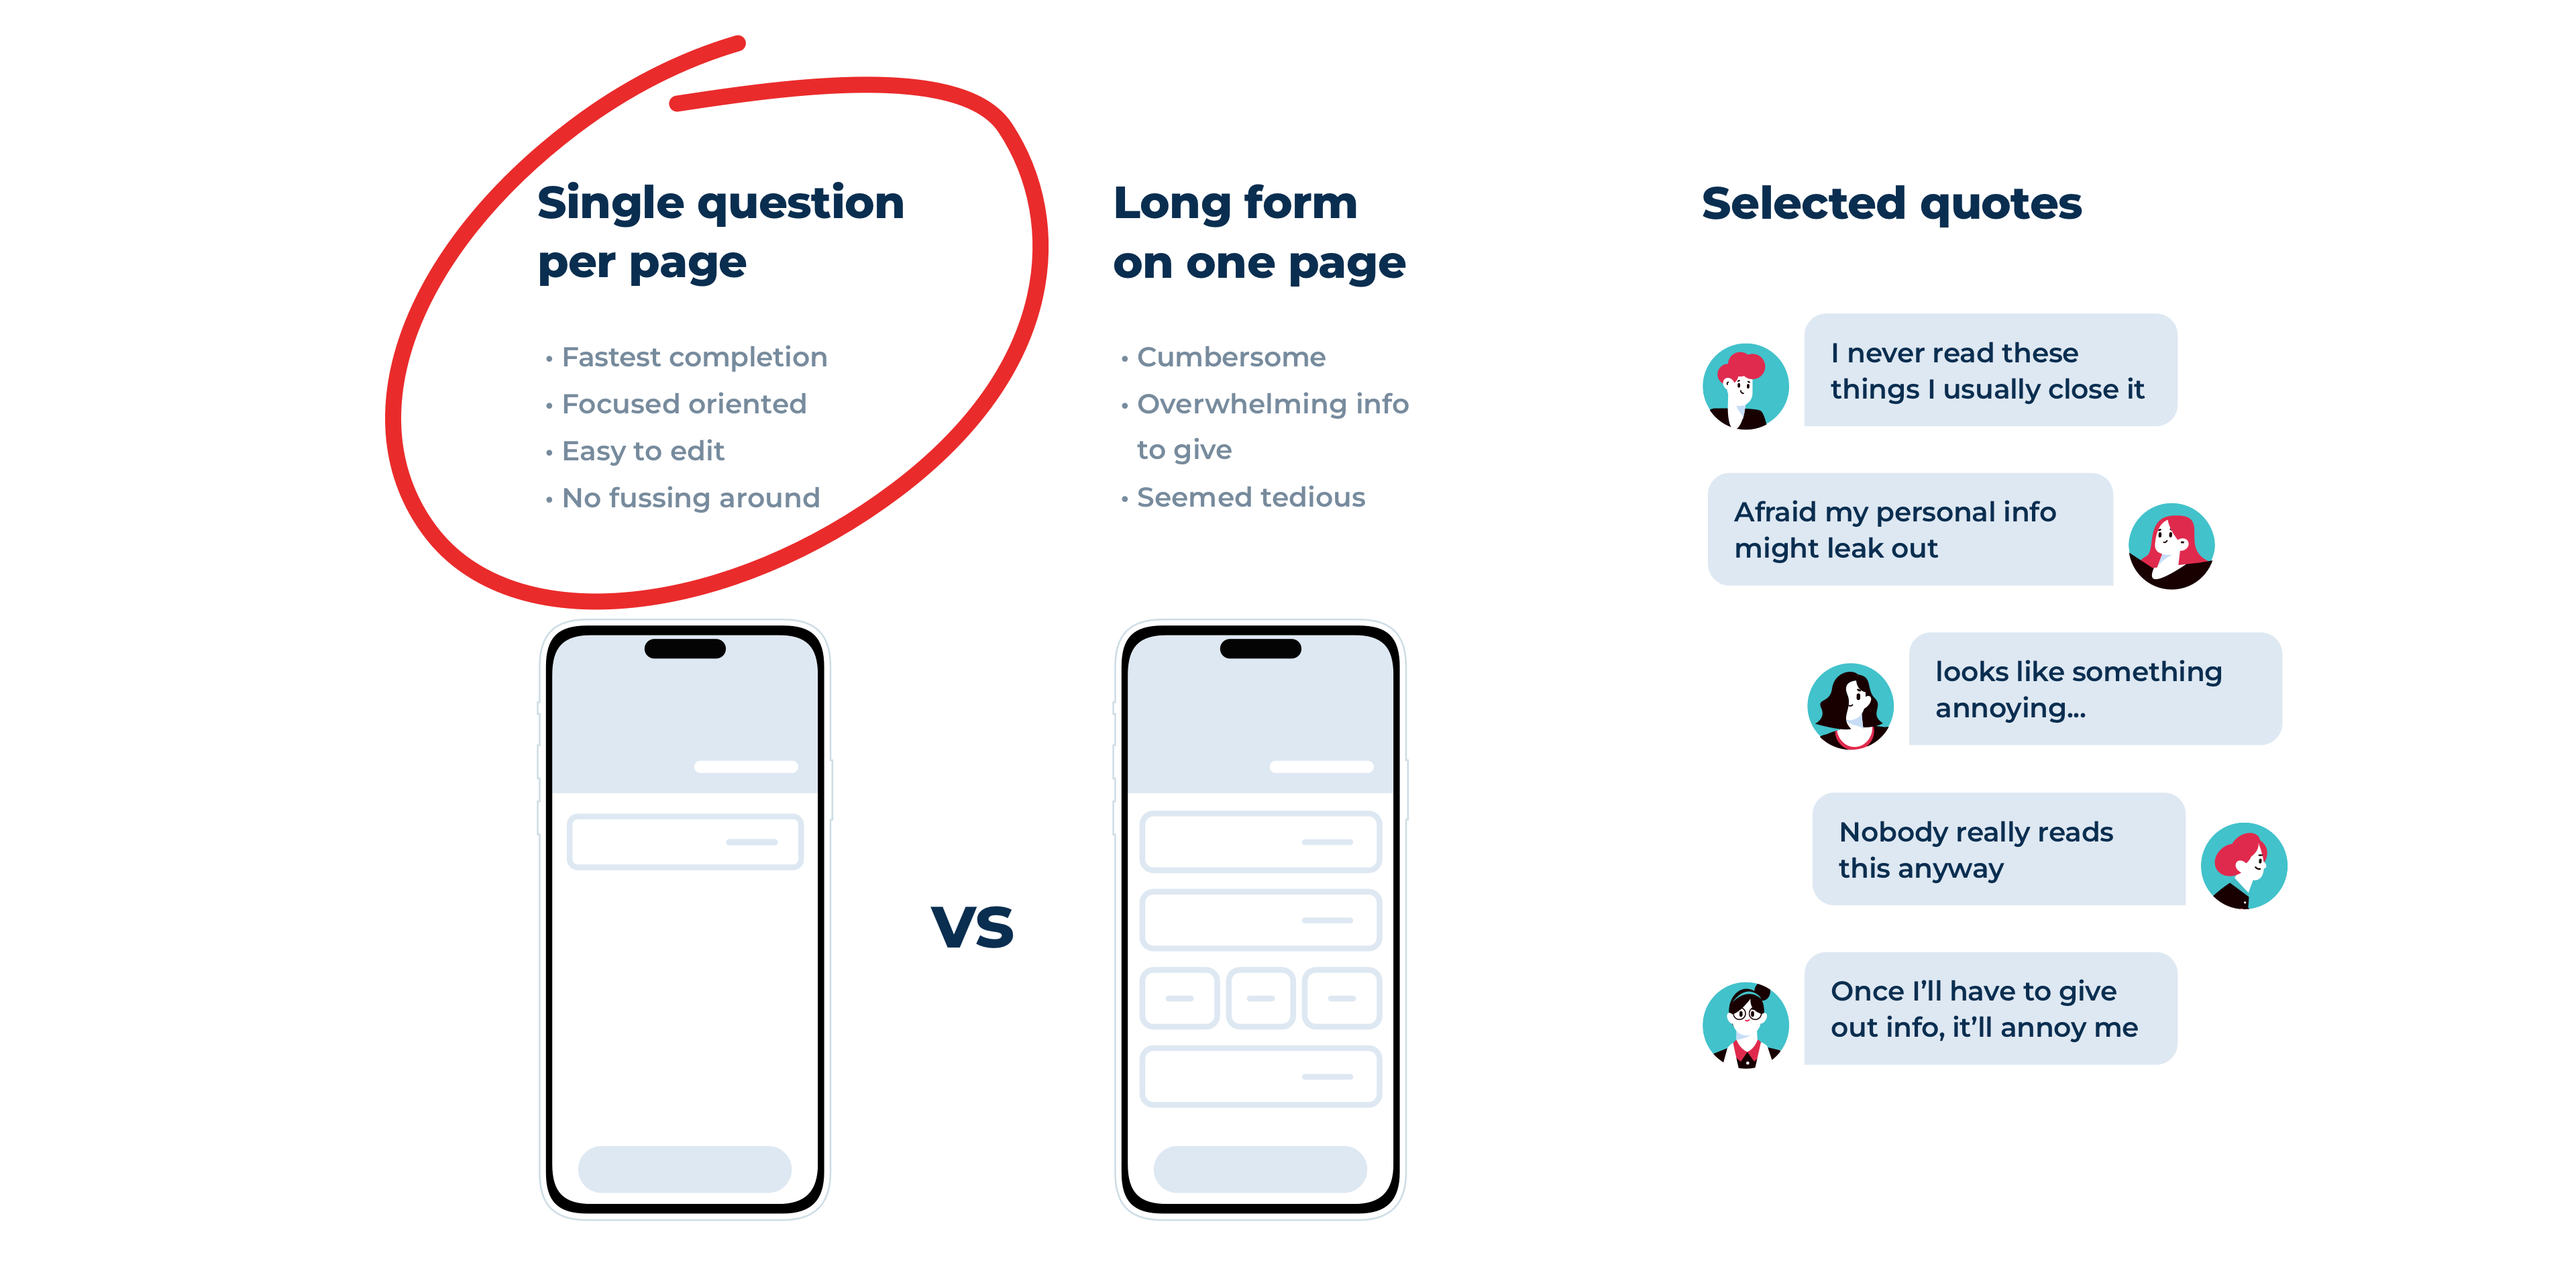 Single question
per page
• Fastest completion
• Focused oriented
• Easy to edit
• No fussing around
Long form
on one page
• Cumbersome
• Overwhelming info
to give
• Seemed tedious
vs
Selected quotes
I never read these
things I usually close it
Afraid my personal info
might leak out
looks like something
annoying...
Nobody really reads
this anyway
Once I’ll have to give
out info, it’ll annoy me